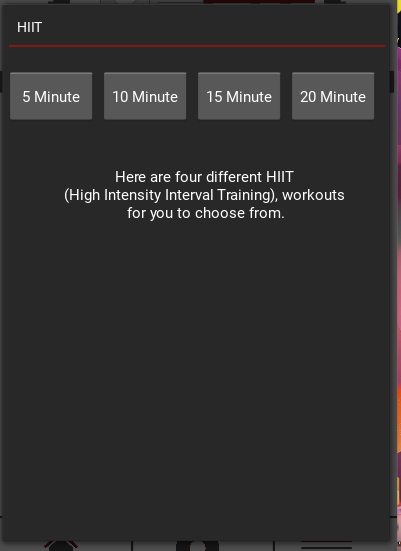 HIIT
5 Minute 10 Minute 15 Minute 20 Minute
Here are four different HIIT
(High Intensity Interval Training), workouts
for you to choose from.